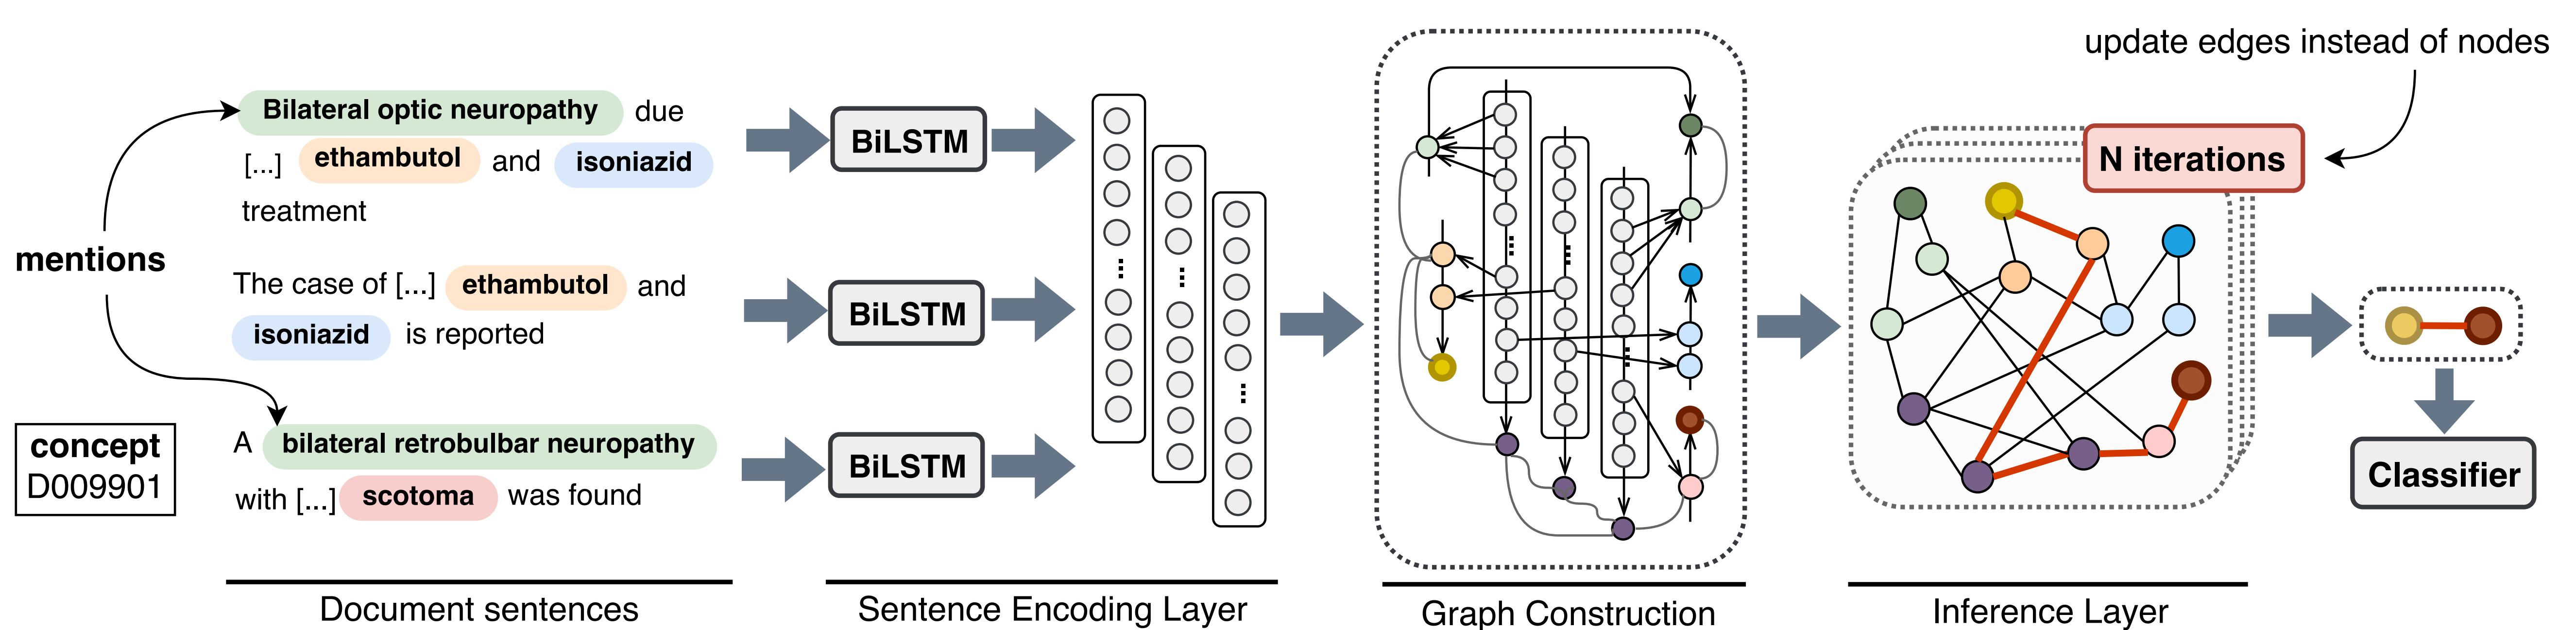 update edges instead of nodes
mentions
Bilateral optic neuropathy due
[...] ethambutol and isoniazid
treatment
The case of [...] ethambutol and
isoniazid is reported
A bilateral retrobulbar neuropathy
with [...] scotoma was found
concept
D009901
BiLSTM
BiLSTM
BiLSTM
N iterations
Classifier
Document sentences
Sentence Encoding Layer
Graph Construction
Inference Layer